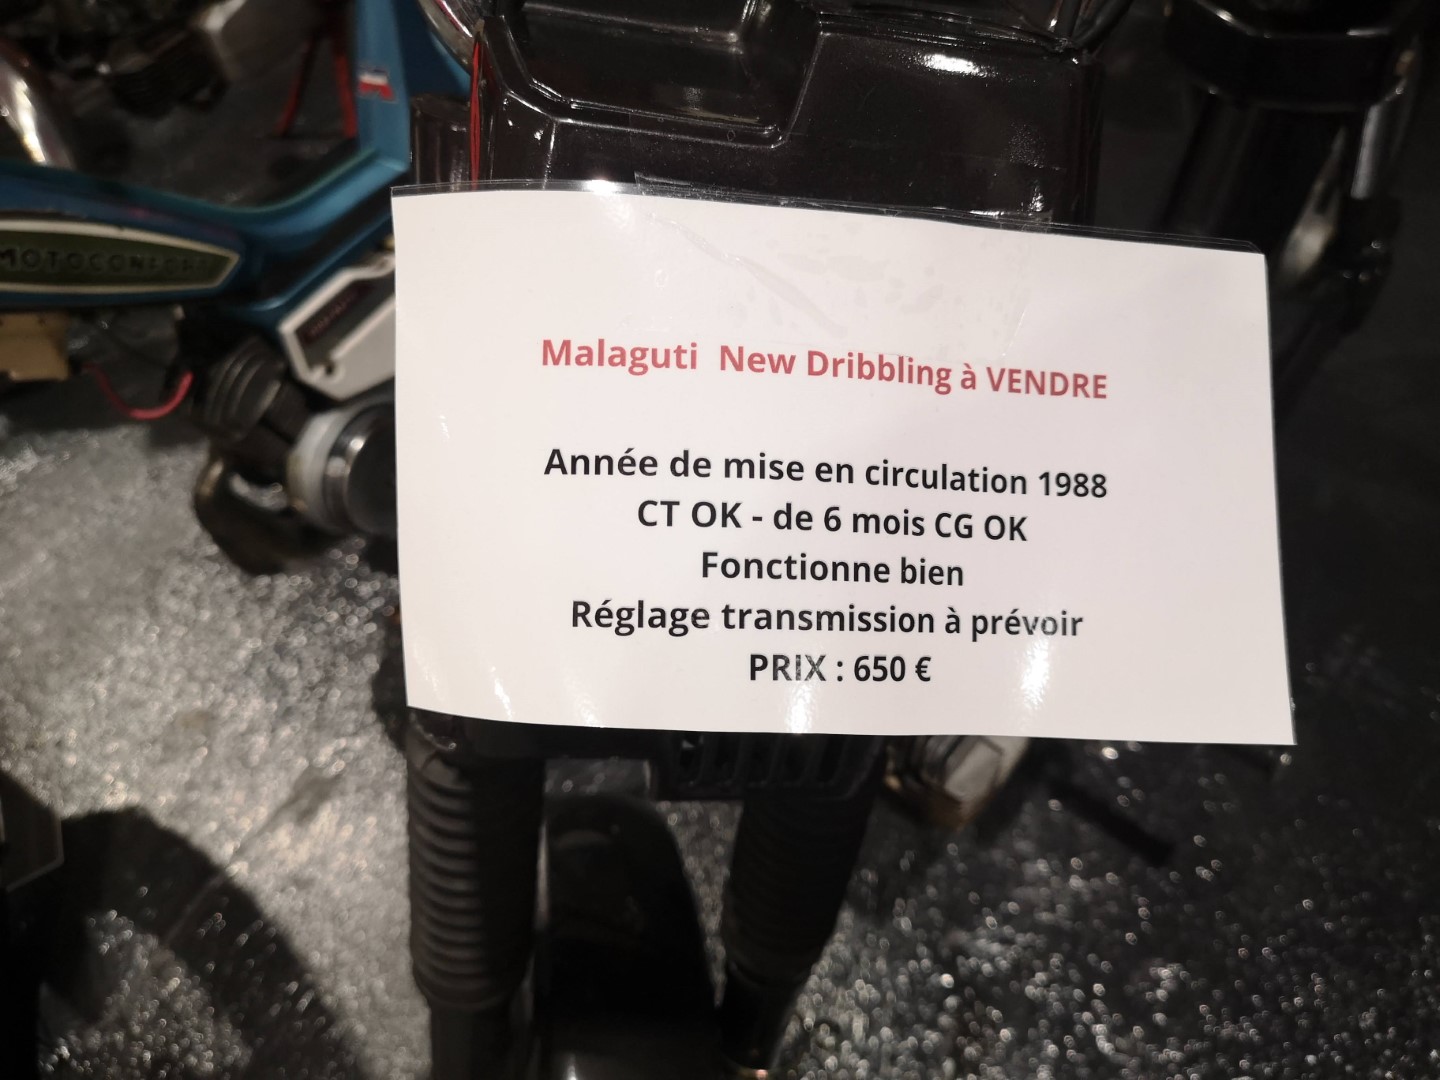 MOTOCONFORT
Malaguti New Dribbling à VENDRE
Année de mise en circulation 1988
CT OK - de 6 mois CG OK
Fonctionne bien
Réglage transmission à prévoir
PRIX : 650 €